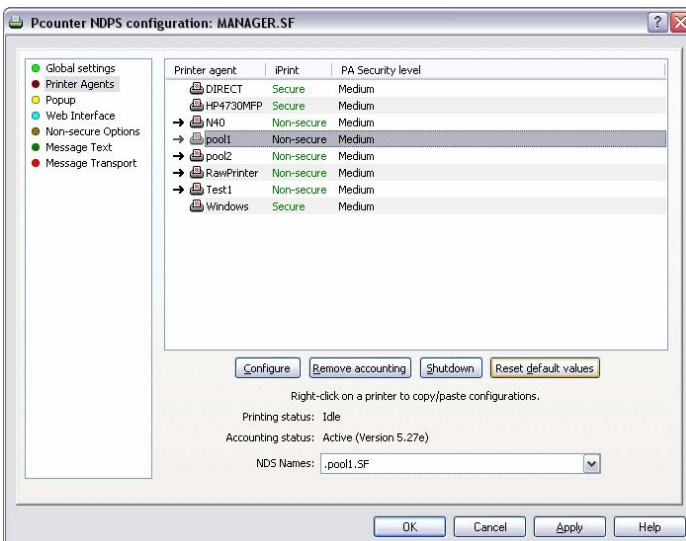 Pcounter NDPS configuration: MANAGER.SF
Global settings
Printer Agents
Popup
Web Interface
Non-secure Options
Message Text
Message Transport
Printer agent iPrint PA Security level
DIRECT Secure Medium
HP4730MFP Secure Medium
N40 Non-secure Medium
pool1 Non-secure Medium
pool2 Non-secure Medium
RawPrinter Non-secure Medium
Test1 Non-secure Medium
Windows Secure Medium
Configure Remove accounting Shutdown Reset default values
Right-click on a printer to copy/paste configurations.
Printing status: Idle
Accounting status: Active (Version 5.27e)
NDS Names: .pool1.SF
OK Cancel Apply Help